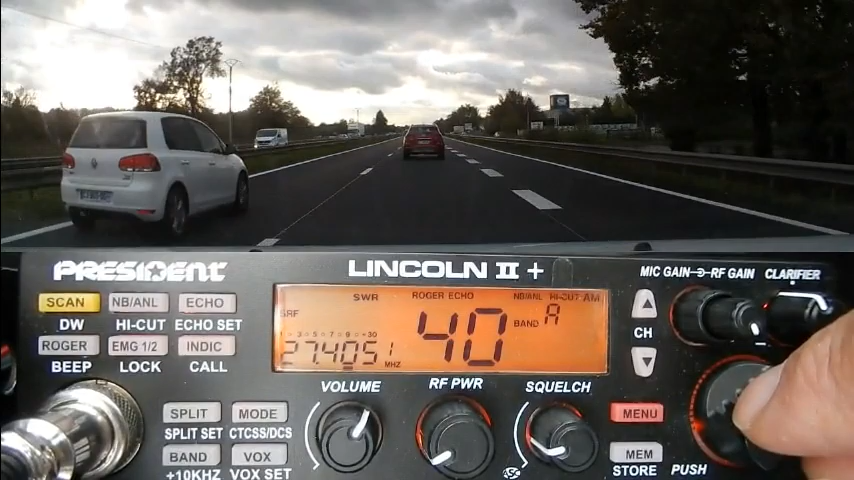 PRESIDENT
LINCOLN II +
MIC GAIN RF GAIN
CLARIFIER
SCAN NB/ANL ECHO
DW HI-CUT ECHO SET
ROGER EMG 1/2 INDIC
BEEP LOCK CALL
SWR ROGER ECHO NB/ANL HI-CUT AM
SRF
40 BAND A
27.405 MHZ
CH
VOLUME RF PWR SQUELCH
SPLIT MODE
SPLIT SET CTCSS/DCS
BAND VOX
+10KHZ VOX SET
ASC
MENU
MEM
STORE
PUSH